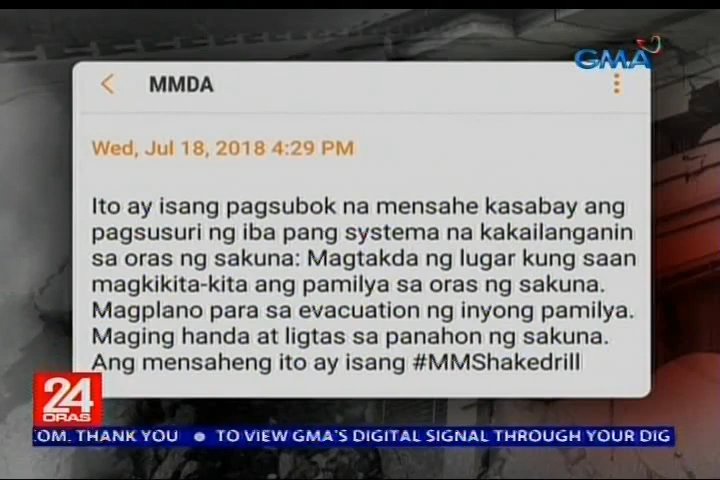 GMA
MMDA
Wed, Jul 18, 2018 4:29 PM
Ito ay isang pagsubok na mensahe kasabay ang
pagsusuri ng iba pang systema na kakailanganin
sa oras ng sakuna: Magtakda ng lugar kung saan
magkikita-kita ang pamilya sa oras ng sakuna.
Magplano para sa evacuation ng inyong pamilya.
Maging handa at ligtas sa panahon ng sakuna.
Ang mensaheng ito ay isang #MMShakedrill
24
ORAS
OM. THANK YOU ● TO VIEW GMA'S DIGITAL SIGNAL THROUGH YOUR DIG